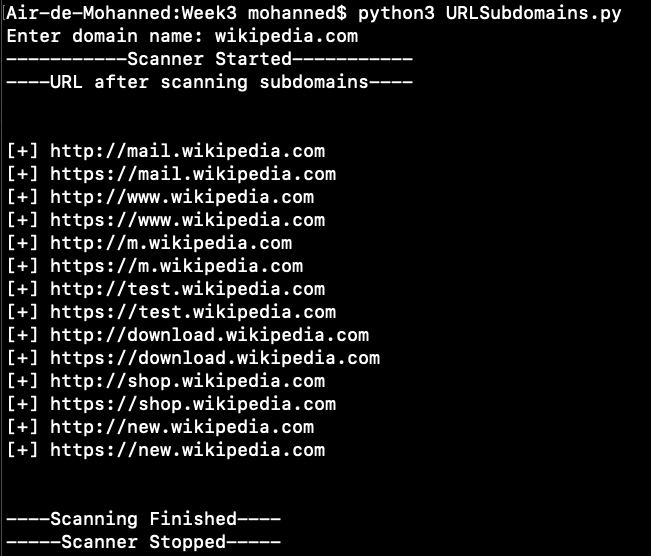 Air-de-Mohanned:Week3 mohanned$ python3 URLSubdomains.py
Enter domain name: wikipedia.com
-----------Scanner Started-----------
----URL after scanning subdomains----
[+] http://mail.wikipedia.com
[+] https://mail.wikipedia.com
[+] http://www.wikipedia.com
[+] https://www.wikipedia.com
[+] http://m.wikipedia.com
[+] https://m.wikipedia.com
[+] http://test.wikipedia.com
[+] https://test.wikipedia.com
[+] http://download.wikipedia.com
[+] https://download.wikipedia.com
[+] http://shop.wikipedia.com
[+] https://shop.wikipedia.com
[+] http://new.wikipedia.com
[+] https://new.wikipedia.com
----Scanning Finished----
-----Scanner Stopped-----